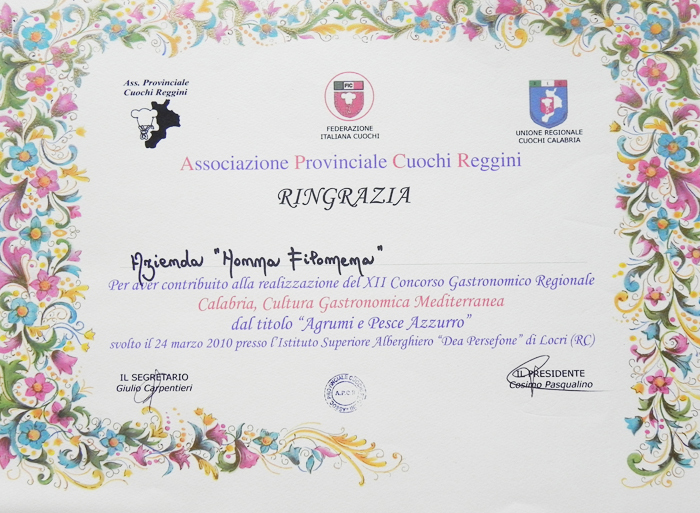 Ass. Provinciale
Cuochi Reggini
FIC
FEDERAZIONE
ITALIANA CUOCHI
UNIONE REGIONALE
CUOCHI CALABRIA
Associazione Provinciale Cuochi Reggini
RINGRAZIA
Azienda "Nonna Filomena"
Per aver contribuito alla realizzazione del XII Concorso Gastronomico Regionale
Calabria, Cultura Gastronomica Mediterranea
dal titolo "Agrumi e Pesce Azzurro"
svolto il 24 marzo 2010 presso l'Istituto Superiore Alberghiero "Dea Persefone" di Locri (RC)
IL SEGRETARIO
Giulio Carpentieri
A.P.C.R.
IL PRESIDENTE
Cosimo Pasqualino